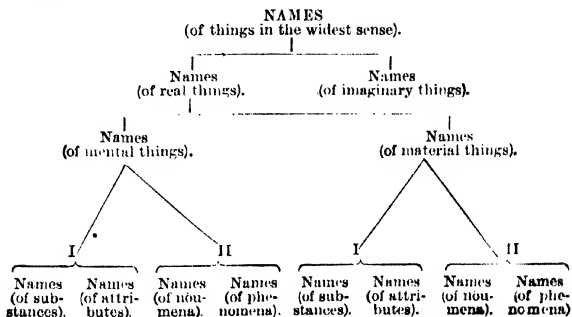 NAMES
(of things in the widest sense).
Names Names
(of real things). (of imaginary things).
Names Names
(of mental things). (of material things).
I II I II
Names Names Names Names Names Names Names Names
(of sub- (of attri- (of nou- (of phe- (of sub- (of attri- (of nou- (of phe-
stances). butes). mena). nomena). stances). butes). mena). nomena)